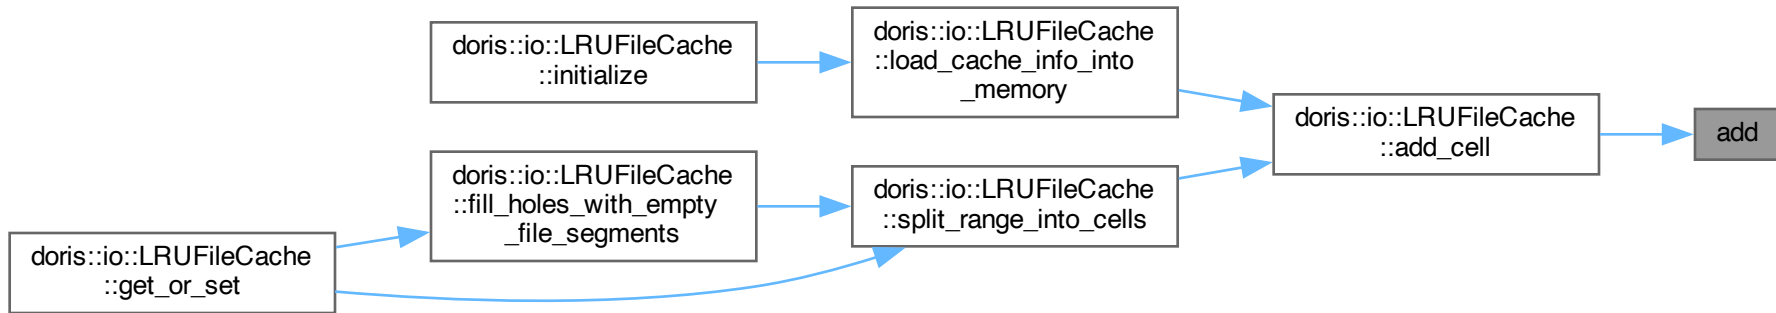 doris::io::LRUFileCache
::initialize
doris::io::LRUFileCache
::load_cache_info_into
_memory
doris::io::LRUFileCache
::add_cell
add
doris::io::LRUFileCache
::fill_holes_with_empty
_file_segments
doris::io::LRUFileCache
::split_range_into_cells
doris::io::LRUFileCache
::get_or_set